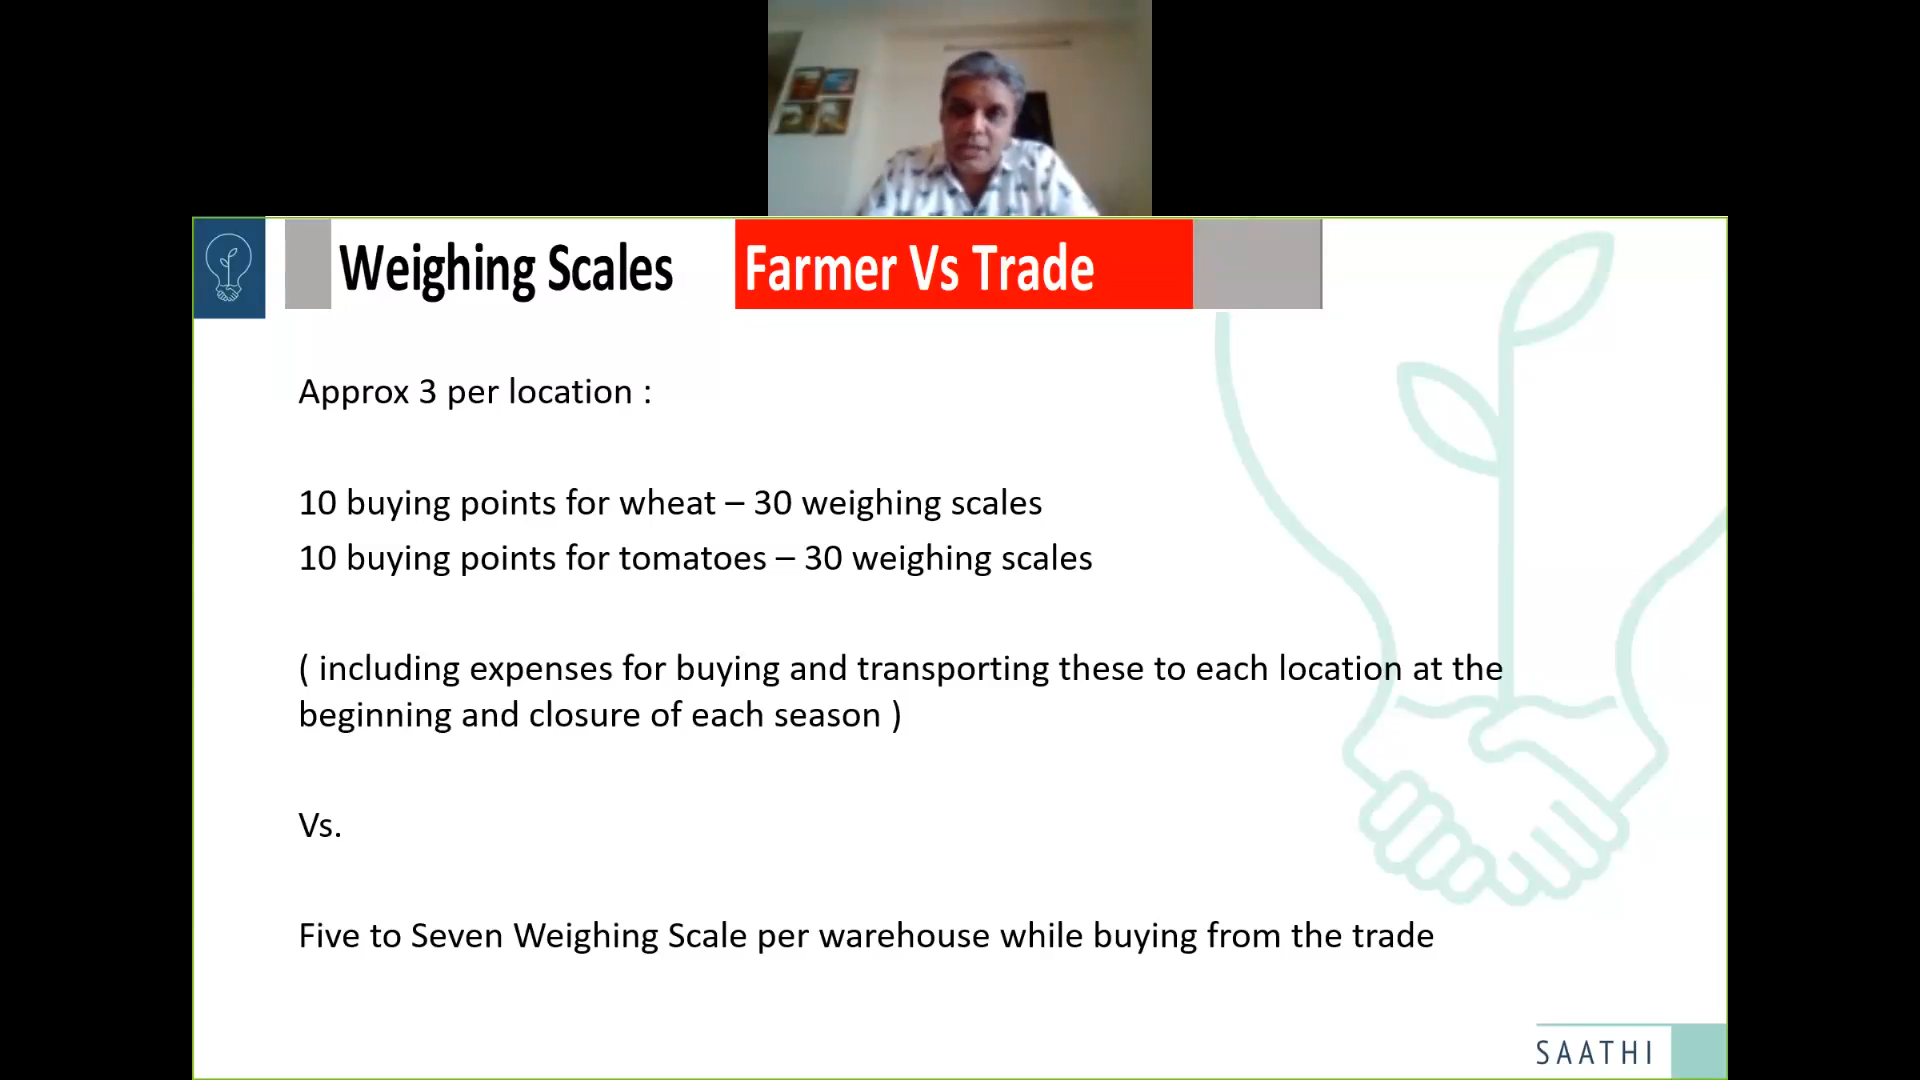 Weighing Scales Farmer Vs Trade
Approx 3 per location :
10 buying points for wheat – 30 weighing scales
10 buying points for tomatoes – 30 weighing scales
( including expenses for buying and transporting these to each location at the
beginning and closure of each season )
Vs.
Five to Seven Weighing Scale per warehouse while buying from the trade
SAATHI